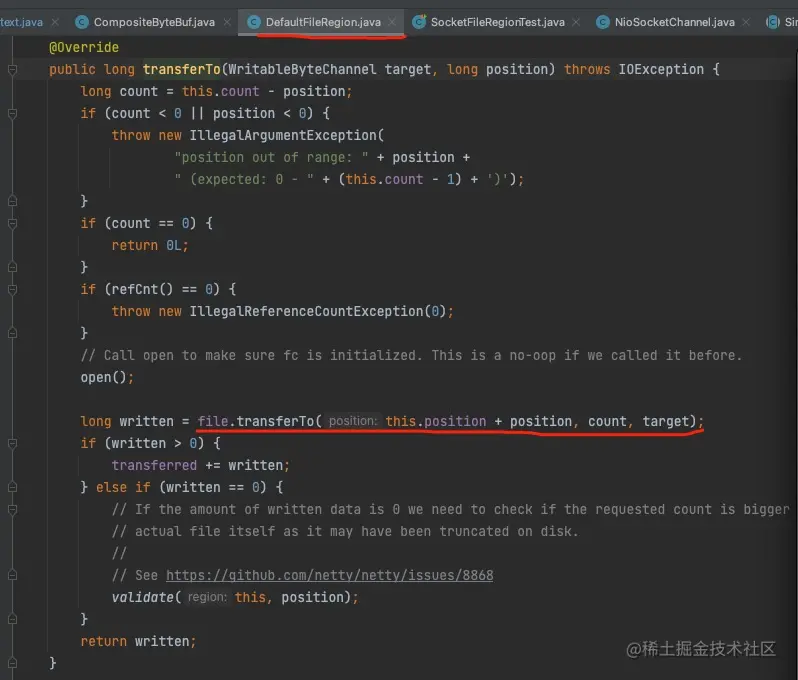 text.java × CompositeByteBuf.java × DefaultFileRegion.java × SocketFileRegionTest.java × NioSocketChannel.java × Sin
@Override
public long transferTo(WritableByteChannel target, long position) throws IOException {
long count = this.count - position;
if (count < 0 || position < 0) {
throw new IllegalArgumentException(
"position out of range: " + position +
" (expected: 0 - " + (this.count - 1) + ')');
}
if (count == 0) {
return 0L;
}
if (refCnt() == 0) {
throw new IllegalReferenceCountException(0);
}
// Call open to make sure fc is initialized. This is a no-oop if we called it before.
open();
long written = file.transferTo( position: this.position + position, count, target);
if (written > 0) {
transferred += written;
} else if (written == 0) {
// If the amount of written data is 0 we need to check if the requested count is bigger
// actual file itself as it may have been truncated on disk.
//
// See https://github.com/netty/netty/issues/8868
validate( region: this, position);
}
return written;
}
@稀土掘金技术社区